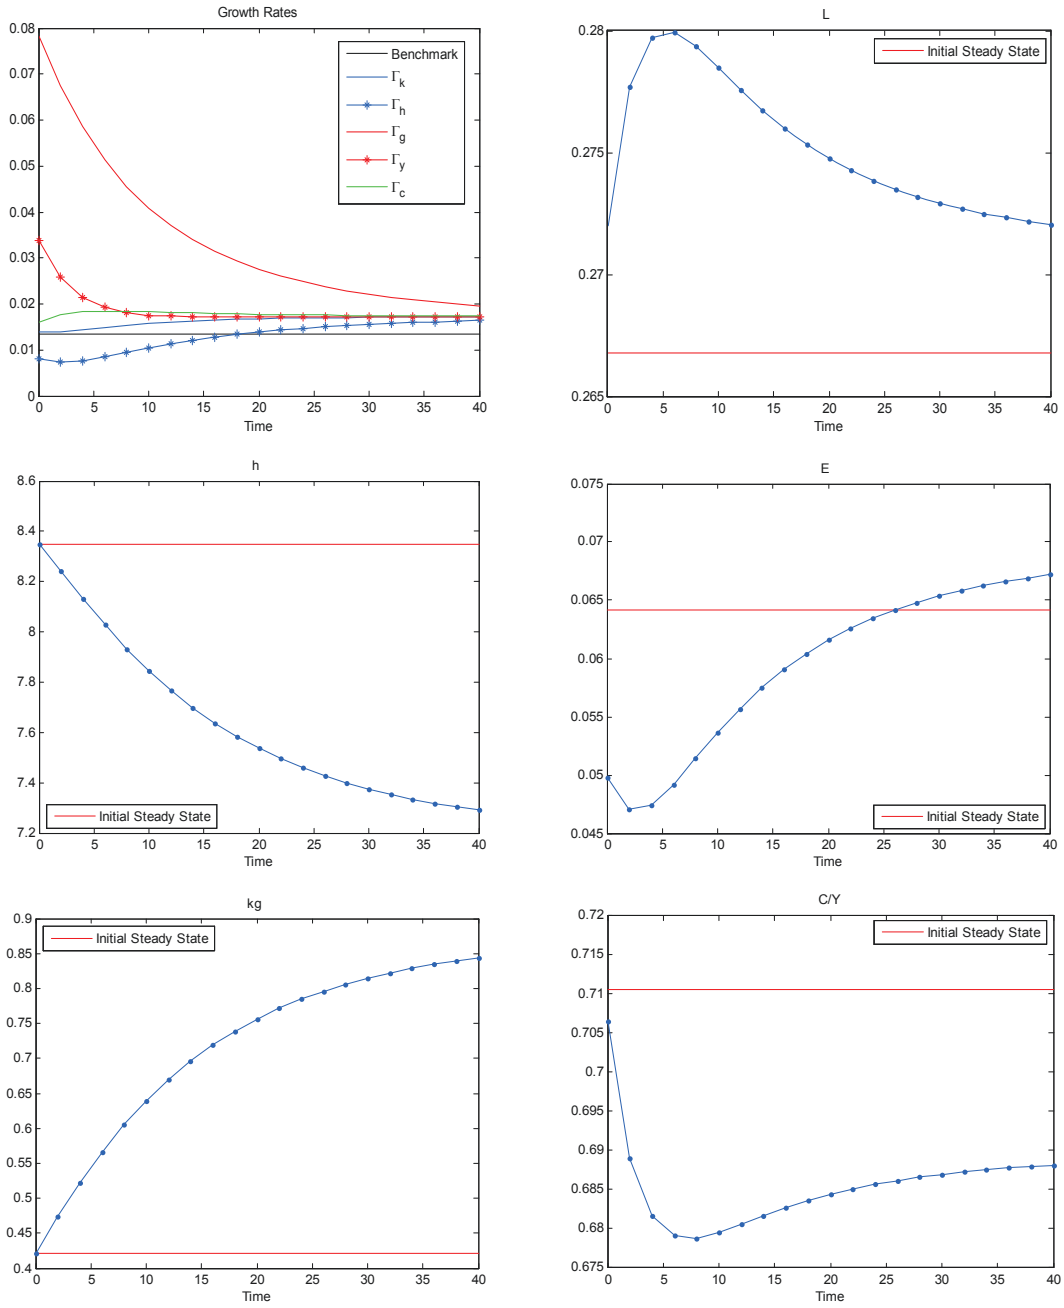 Growth Rates
0.08
0.07
0.06
0.05
0.04
0.03
0.02
0.01
0
Benchmark
Γk
Γh
Γg
Γy
Γc
0 5 10 15 20 25 30 35 40
Time
L
0.28
0.275
0.27
0.265
Initial Steady State
0 5 10 15 20 25 30 35 40
Time
h
8.6
8.4
8.2
8
7.8
7.6
7.4
7.2
Initial Steady State
0 5 10 15 20 25 30 35 40
Time
E
0.075
0.07
0.065
0.06
0.055
0.05
0.045
Initial Steady State
0 5 10 15 20 25 30 35 40
Time
kg
0.9
0.85
0.8
0.75
0.7
0.65
0.6
0.55
0.5
0.45
0.4
Initial Steady State
0 5 10 15 20 25 30 35 40
Time
C/Y
0.72
0.715
0.71
0.705
0.7
0.695
0.69
0.685
0.68
0.675
Initial Steady State
0 5 10 15 20 25 30 35 40
Time